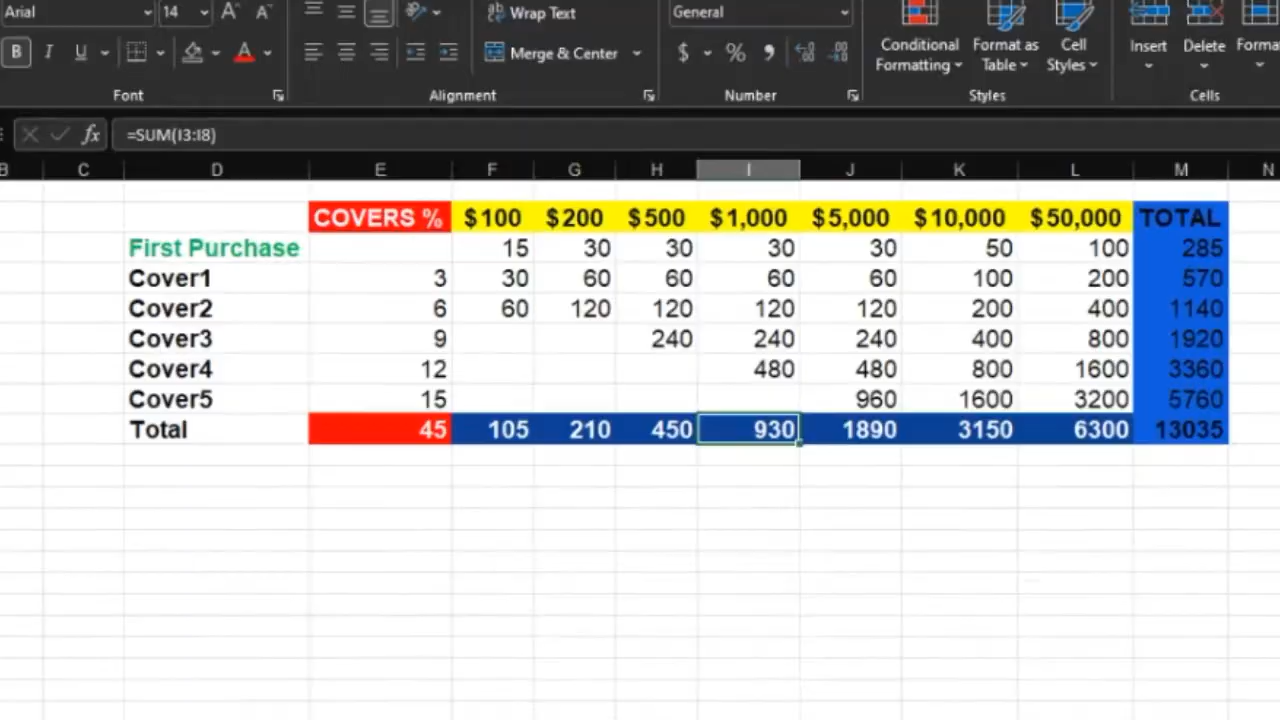 Arial 14 A A General
B I U A Wrap Text Merge & Center $ % , Conditional Formatting Format as Table Cell Styles Insert Delete Forma
Font Alignment Number Styles Cells
fx =SUM(I3:I8)
B C D E F G H I J K L M N
COVERS % $100 $200 $500 $1,000 $5,000 $10,000 $50,000 TOTAL
First Purchase 15 30 30 30 30 50 100 285
Cover1 3 30 60 60 60 60 100 200 570
Cover2 6 60 120 120 120 120 200 400 1140
Cover3 9 240 240 240 400 800 1920
Cover4 12 480 480 800 1600 3360
Cover5 15 960 1600 3200 5760
Total 45 105 210 450 930 1890 3150 6300 13035